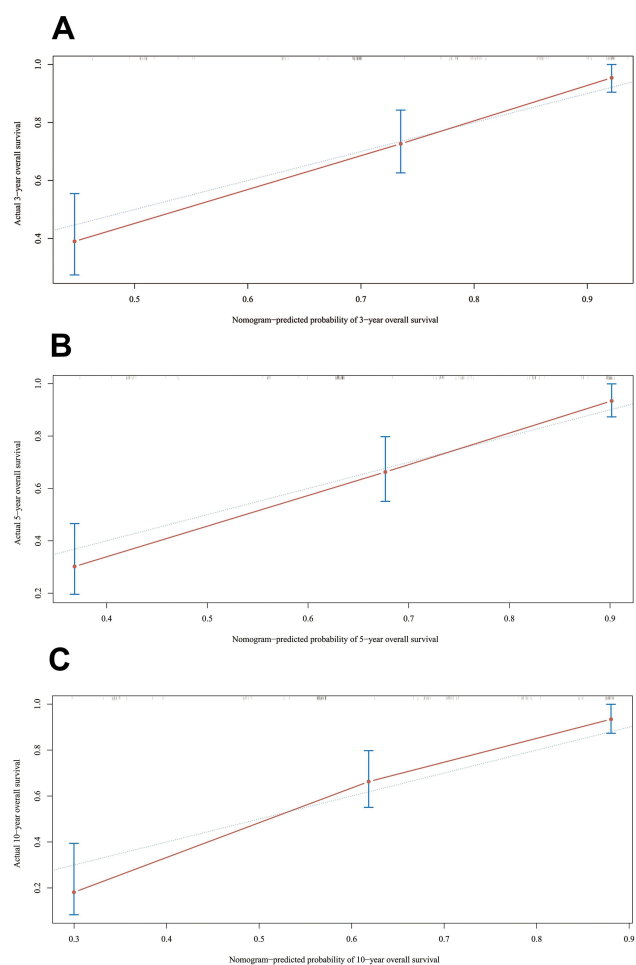 A
1.0
0.8
0.6
0.4
Actual 3−year overall survival
0.5 0.6 0.7 0.8 0.9
Nomogram−predicted probability of 3−year overall survival
B
1.0
0.8
0.6
0.4
0.2
Actual 5−year overall survival
0.4 0.5 0.6 0.7 0.8 0.9
Nomogram−predicted probability of 5−year overall survival
C
1.0
0.8
0.6
0.4
0.2
Actual 10−year overall survival
0.3 0.4 0.5 0.6 0.7 0.8 0.9
Nomogram−predicted probability of 10−year overall survival